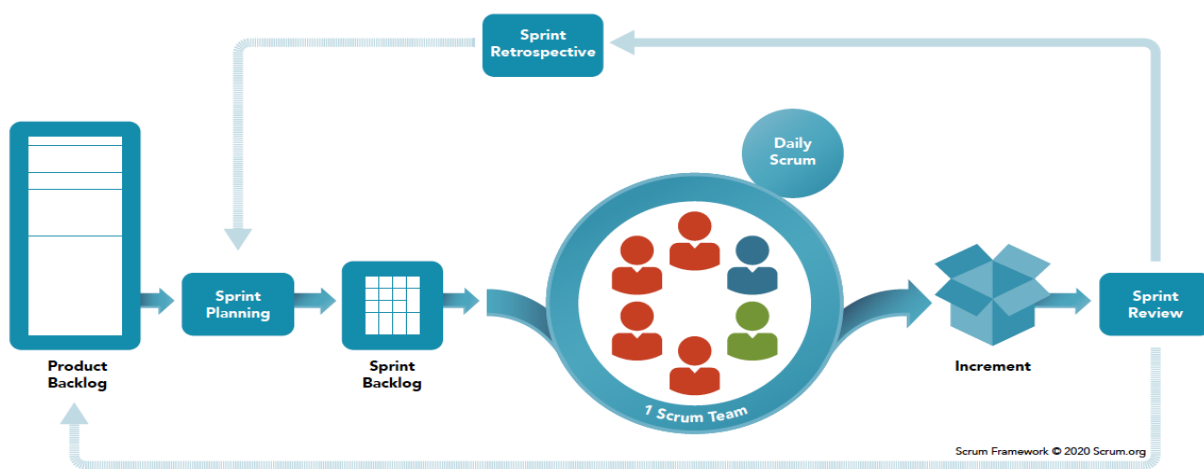 Sprint
Retrospective
Daily
Scrum
Sprint
Planning
Sprint
Review
Product
Backlog
Sprint
Backlog
1 Scrum Team
Increment
Scrum Framework © 2020 Scrum.org